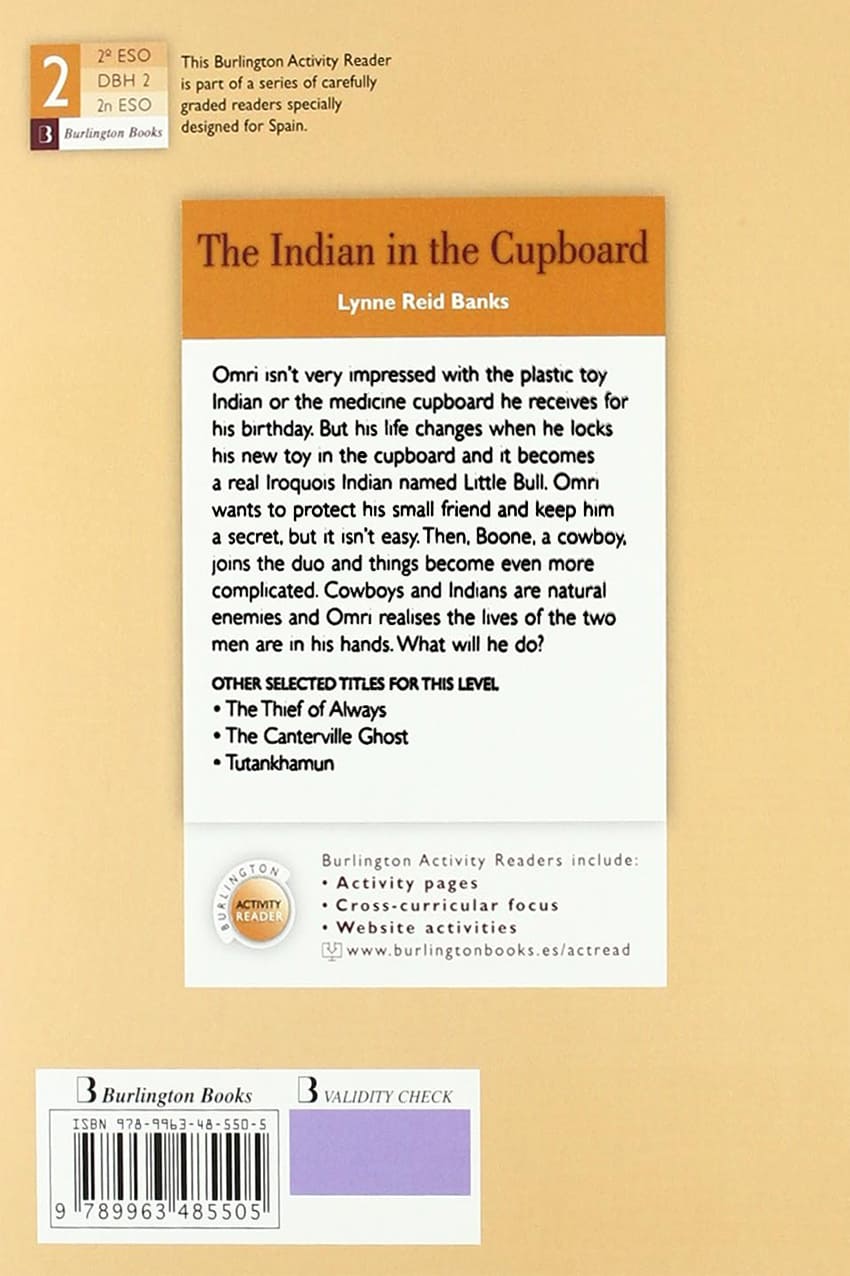 2
2º ESO
DBH 2
2n ESO
B Burlington Books
This Burlington Activity Reader
is part of a series of carefully
graded readers specially
designed for Spain.
The Indian in the Cupboard
Lynne Reid Banks
Omri isn't very impressed with the plastic toy
Indian or the medicine cupboard he receives for
his birthday. But his life changes when he locks
his new toy in the cupboard and it becomes
a real Iroquois Indian named Little Bull. Omri
wants to protect his small friend and keep him
a secret, but it isn't easy. Then, Boone, a cowboy,
joins the duo and things become even more
complicated. Cowboys and Indians are natural
enemies and Omri realises the lives of the two
men are in his hands. What will he do?
OTHER SELECTED TITLES FOR THIS LEVEL
• The Thief of Always
• The Canterville Ghost
• Tutankhamun
BURLINGTON
ACTIVITY
READER
Burlington Activity Readers include:
• Activity pages
• Cross-curricular focus
• Website activities
www.burlingtonbooks.es/actread
B Burlington Books
B VALIDITY CHECK
ISBN 978-9963-48-550-5
9 789963 485505